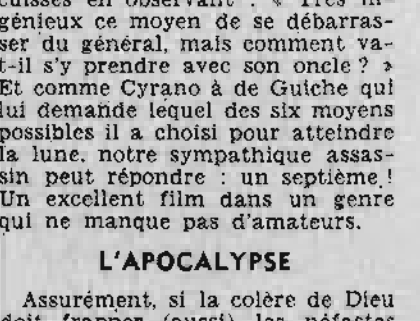 cuisses en observant : « Très in-
génieux ce moyen de se débarras-
ser du général, mais comment va-
t-il s'y prendre avec son oncle ? »
Et comme Cyrano à de Guiche qui
lui demande lequel des six moyens
possibles il a choisi pour atteindre
la lune. notre sympathique assas-
sin peut répondre : un septième !
Un excellent film dans un genre
qui ne manque pas d'amateurs.
L'APOCALYPSE
Assurément, si la colère de Dieu
doit frapper (aussi) les néfastes